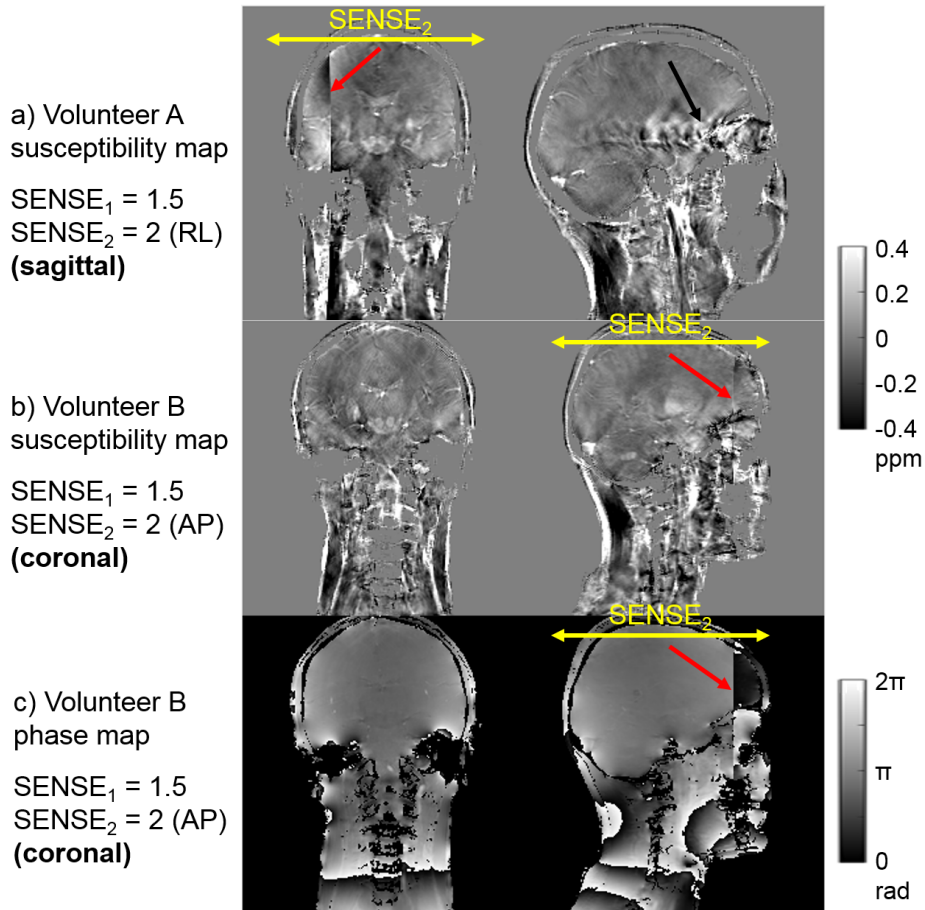 SENSE₂
a) Volunteer A
susceptibility map
SENSE₁ = 1.5
SENSE₂ = 2 (RL)
(sagittal)
0.4
0.2
0
-0.2
-0.4
ppm
SENSE₂
b) Volunteer B
susceptibility map
SENSE₁ = 1.5
SENSE₂ = 2 (AP)
(coronal)
SENSE₂
c) Volunteer B
phase map
SENSE₁ = 1.5
SENSE₂ = 2 (AP)
(coronal)
2π
π
0
rad